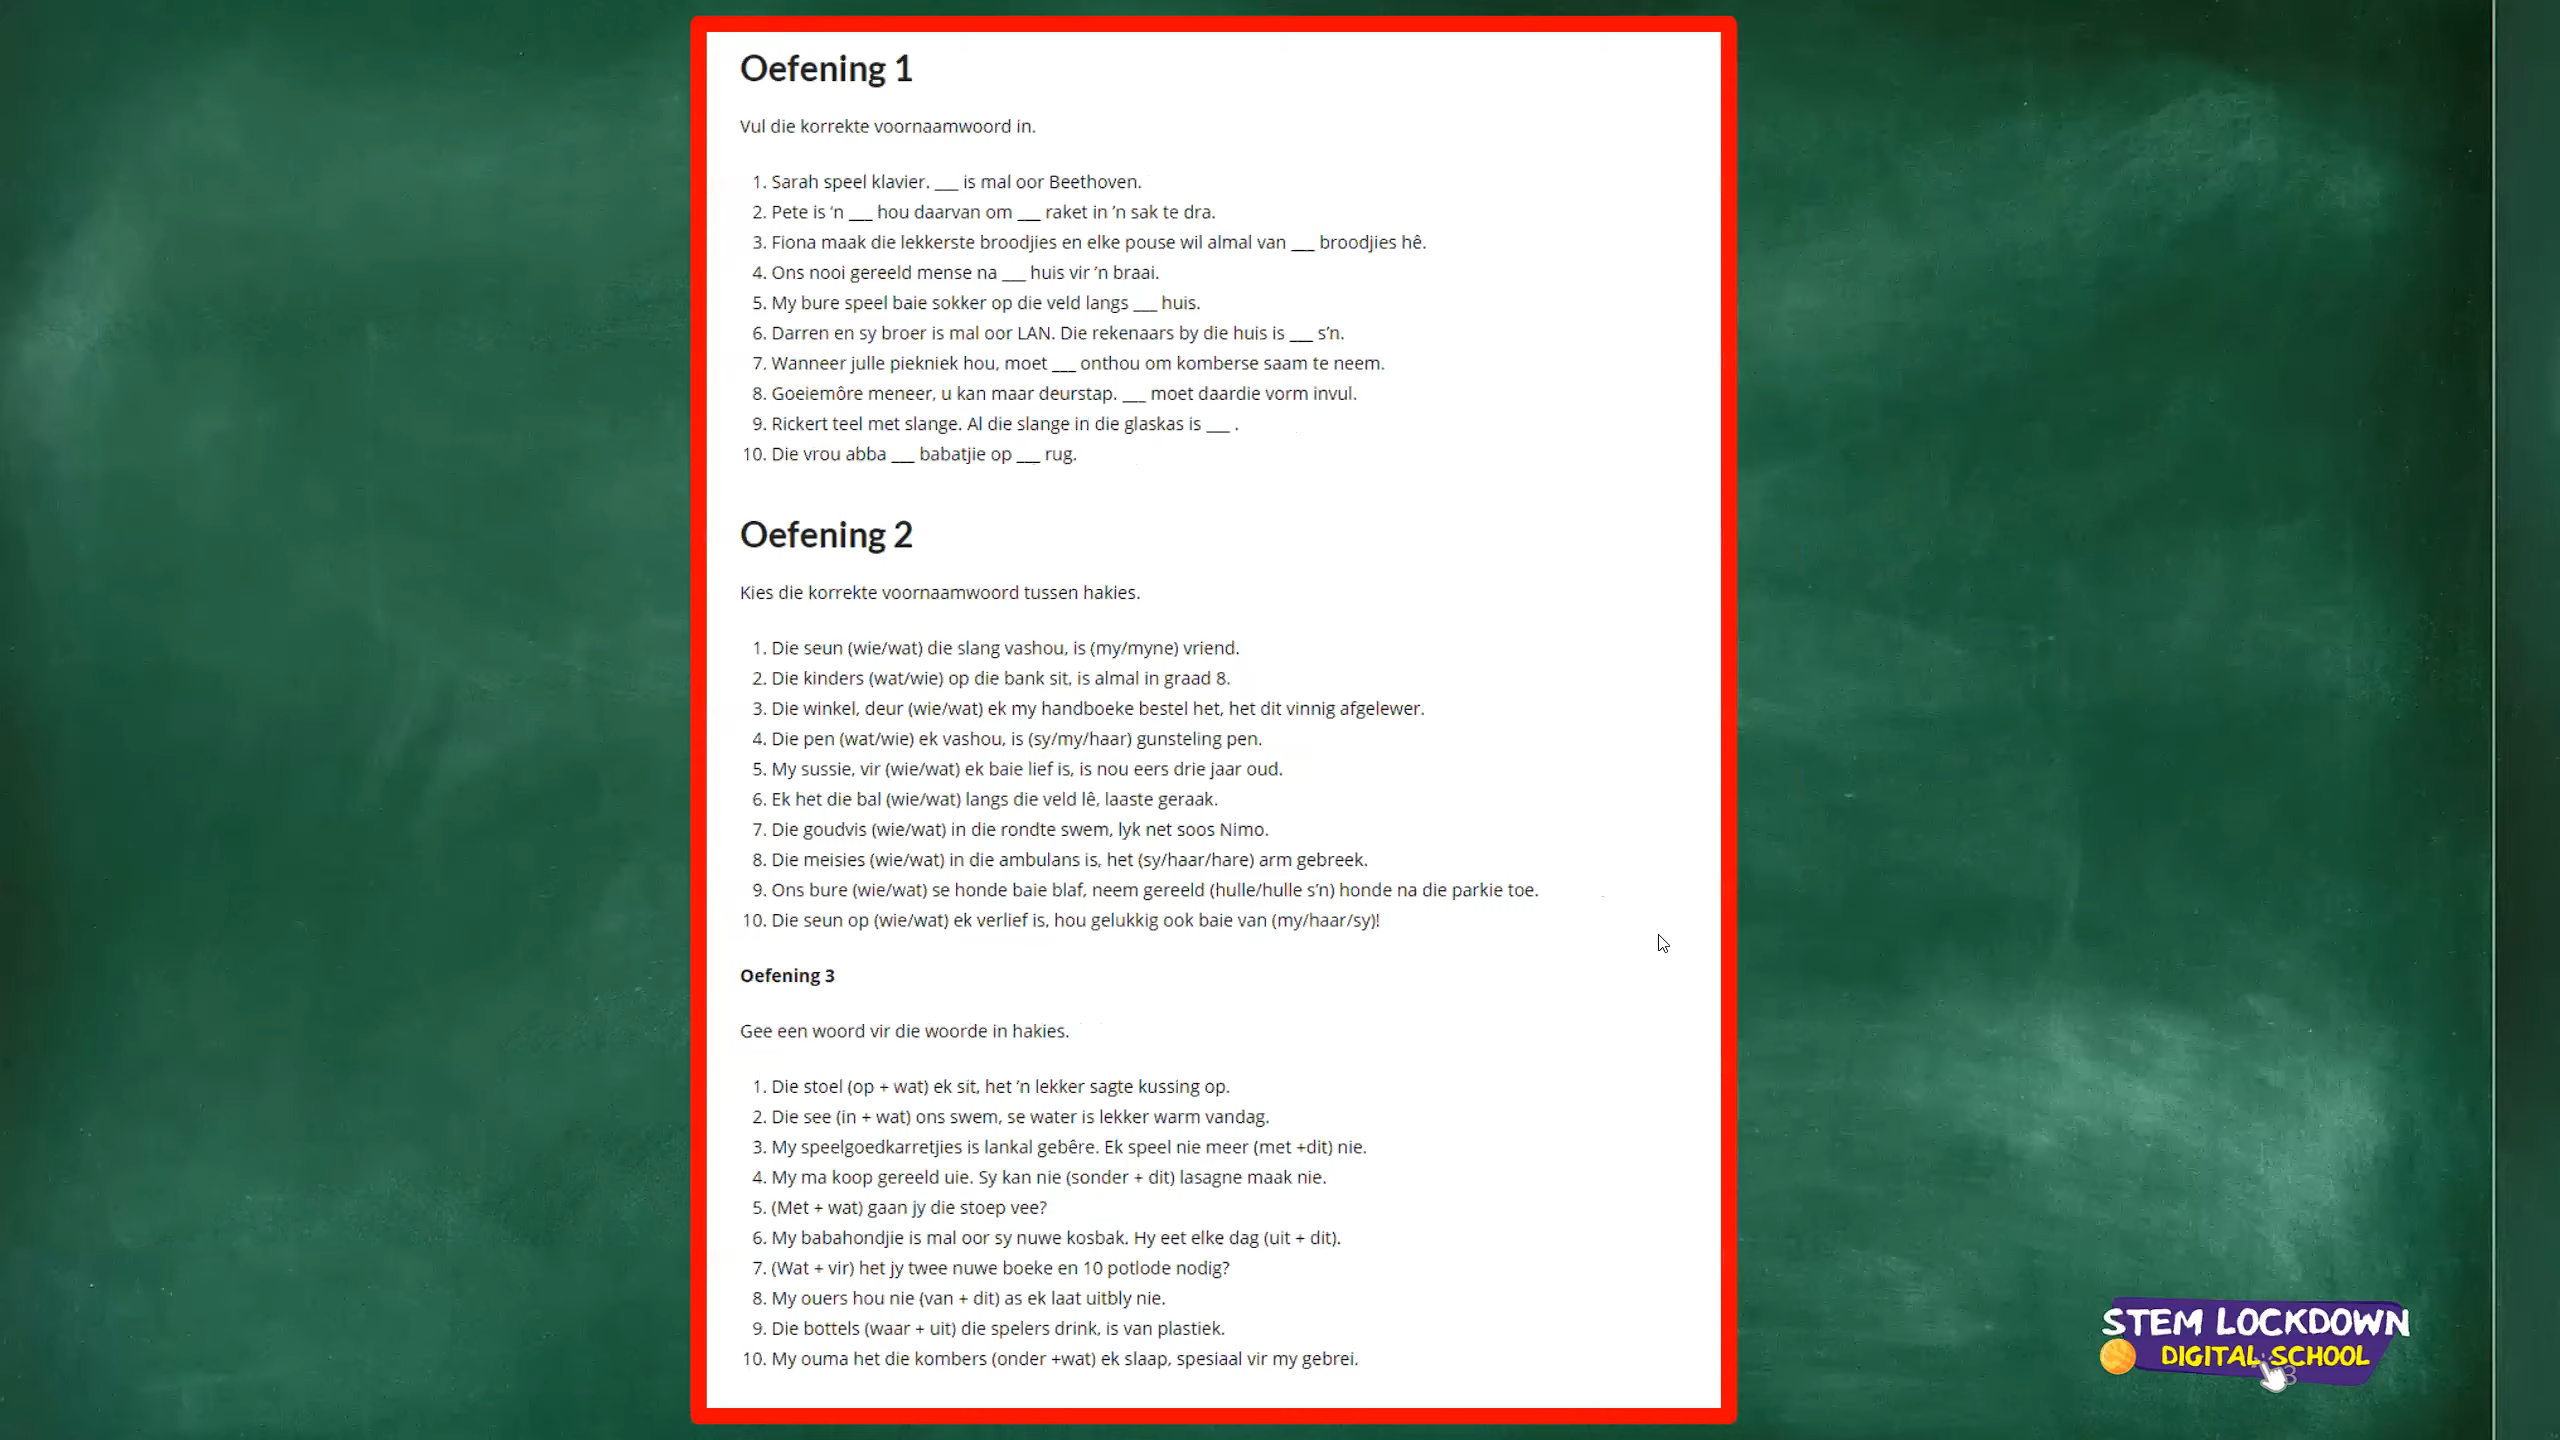 Oefening 1
Vul die korrekte voornaamwoord in.
1. Sarah speel klavier. ___ is mal oor Beethoven.
2. Pete is ‘n ___ hou daarvan om ___ raket in ’n sak te dra.
3. Fiona maak die lekkerste broodjies en elke pouse wil almal van ___ broodjies hê.
4. Ons nooi gereeld mense na ___ huis vir ’n braai.
5. My bure speel baie sokker op die veld langs ___ huis.
6. Darren en sy broer is mal oor LAN. Die rekenaars by die huis is ___ s’n.
7. Wanneer julle piekniek hou, moet ___ onthou om komberse saam te neem.
8. Goeiemôre meneer, u kan maar deurstap. ___ moet daardie vorm invul.
9. Rickert teel met slange. Al die slange in die glaskas is ___ .
10. Die vrou abba ___ babatjie op ___ rug.
Oefening 2
Kies die korrekte voornaamwoord tussen hakies.
1. Die seun (wie/wat) die slang vashou, is (my/myne) vriend.
2. Die kinders (wat/wie) op die bank sit, is almal in graad 8.
3. Die winkel, deur (wie/wat) ek my handboeke bestel het, het dit vinnig afgelewer.
4. Die pen (wat/wie) ek vashou, is (sy/my/haar) gunsteling pen.
5. My sussie, vir (wie/wat) ek baie lief is, is nou eers drie jaar oud.
6. Ek het die bal (wie/wat) langs die veld lê, laaste geraak.
7. Die goudvis (wie/wat) in die rondte swem, lyk net soos Nimo.
8. Die meisies (wie/wat) in die ambulans is, het (sy/haar/hare) arm gebreek.
9. Ons bure (wie/wat) se honde baie blaf, neem gereeld (hulle/hulle s’n) honde na die parkie toe.
10. Die seun op (wie/wat) ek verlief is, hou gelukkig ook baie van (my/haar/sy)!
Oefening 3
Gee een woord vir die woorde in hakies.
1. Die stoel (op + wat) ek sit, het ’n lekker sagte kussing op.
2. Die see (in + wat) ons swem, se water is lekker warm vandag.
3. My speelgoedkarretjies is lankal gebêre. Ek speel nie meer (met +dit) nie.
4. My ma koop gereeld uie. Sy kan nie (sonder + dit) lasagne maak nie.
5. (Met + wat) gaan jy die stoep vee?
6. My babahondjie is mal oor sy nuwe kosbak. Hy eet elke dag (uit + dit).
7. (Wat + vir) het jy twee nuwe boeke en 10 potlode nodig?
8. My ouers hou nie (van + dit) as ek laat uitbly nie.
9. Die bottels (waar + uit) die spelers drink, is van plastiek.
10. My ouma het die kombers (onder +wat) ek slaap, spesiaal vir my gebrei.
STEM LOCKDOWN
DIGITAL SCHOOL